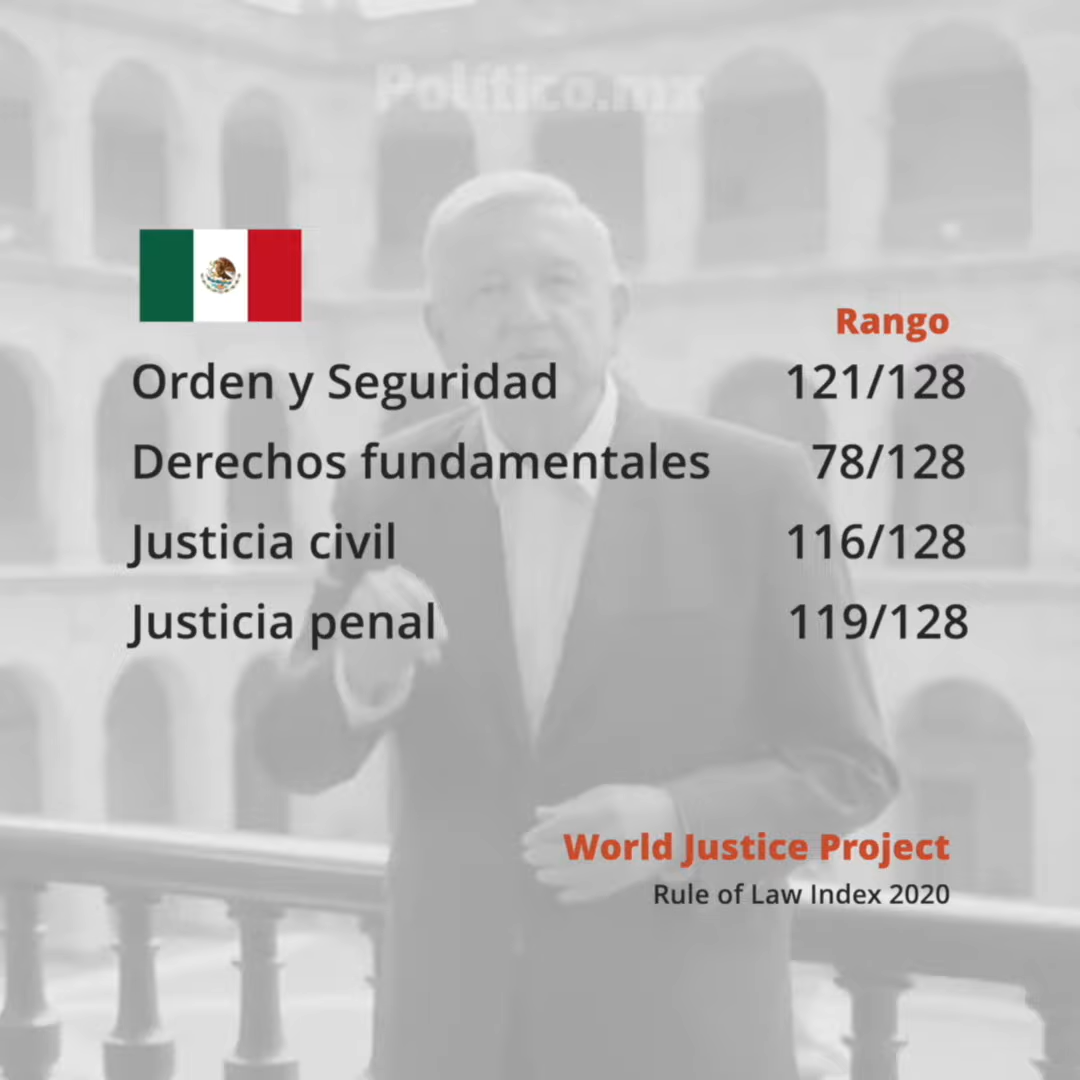 Político.mx
Rango
Orden y Seguridad 121/128
Derechos fundamentales 78/128
Justicia civil 116/128
Justicia penal 119/128
World Justice Project
Rule of Law Index 2020